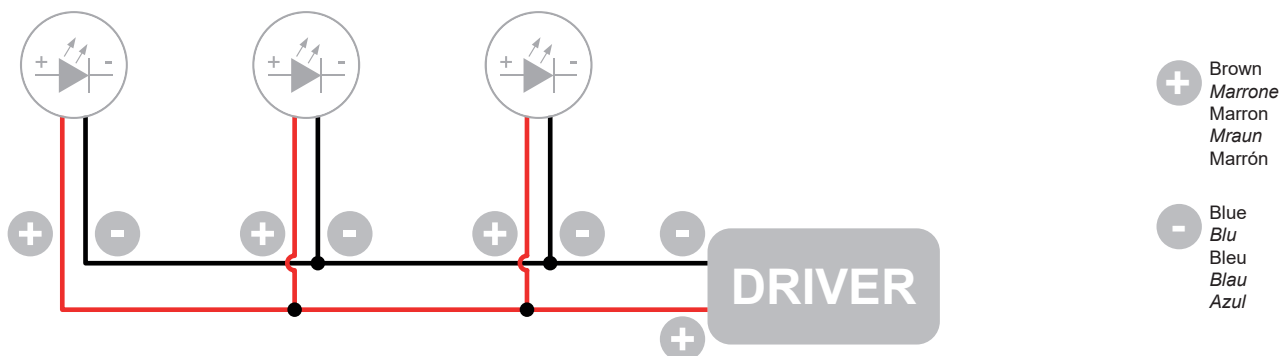 + -
+ -
+ -
+ - + - + - -
DRIVER
+
+
Brown
Marrone
Marron
Mraun
Marrón
-
Blue
Blu
Bleu
Blau
Azul